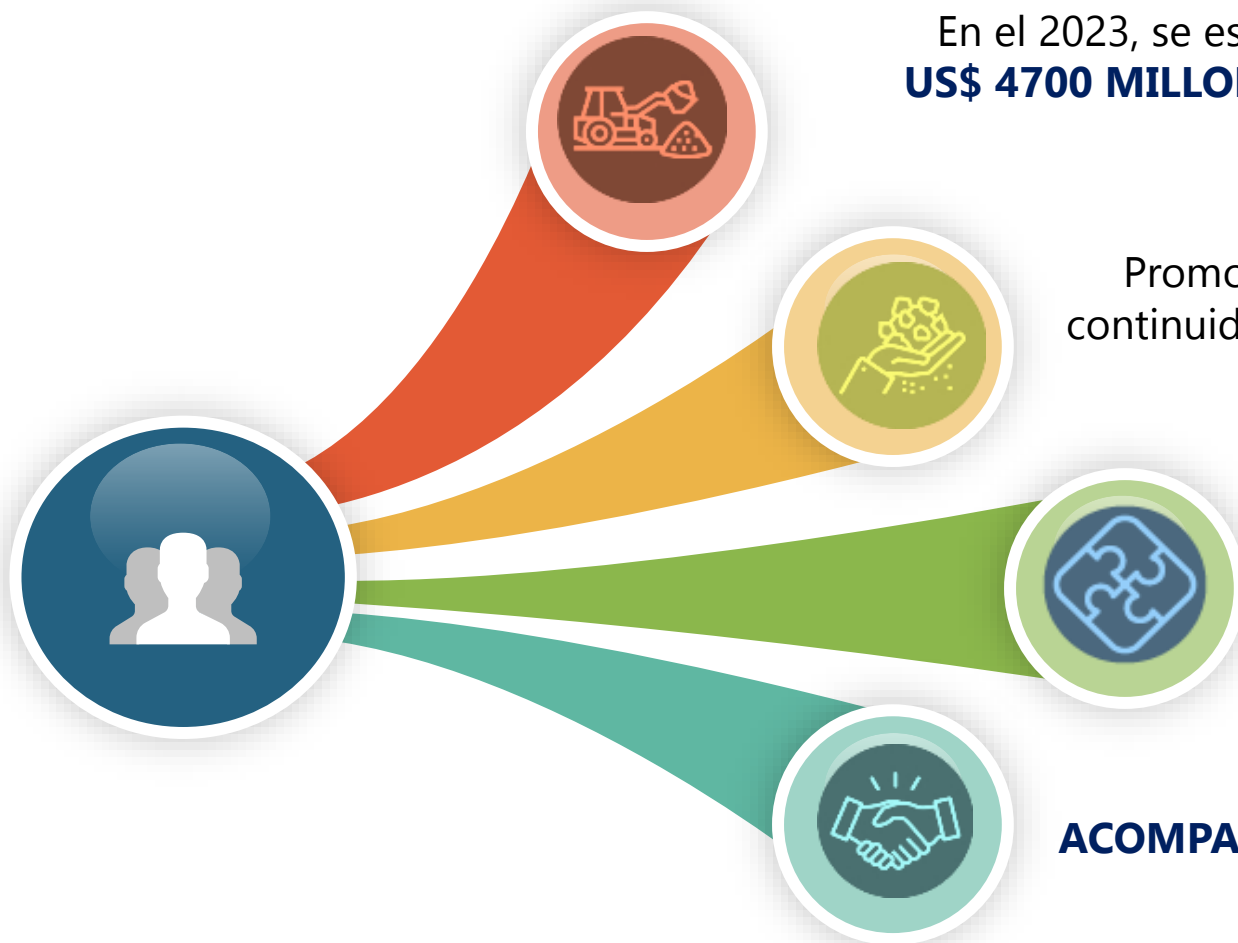 En el 2023, se es
US$ 4700 MILLO
Promo
continuid
ACOMPA